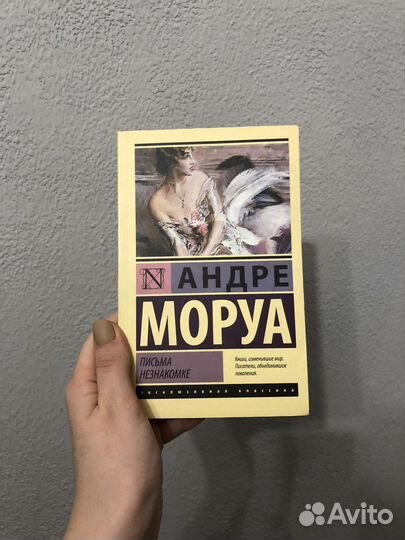 N АНДРЕ
МОРУА
ПИСЬМА
НЕЗНАКОМКЕ
Книги, изменившие мир.
Писатели, объединившие
поколения.
ЭКСКЛЮЗИВНАЯ КЛАССИКА
Avito